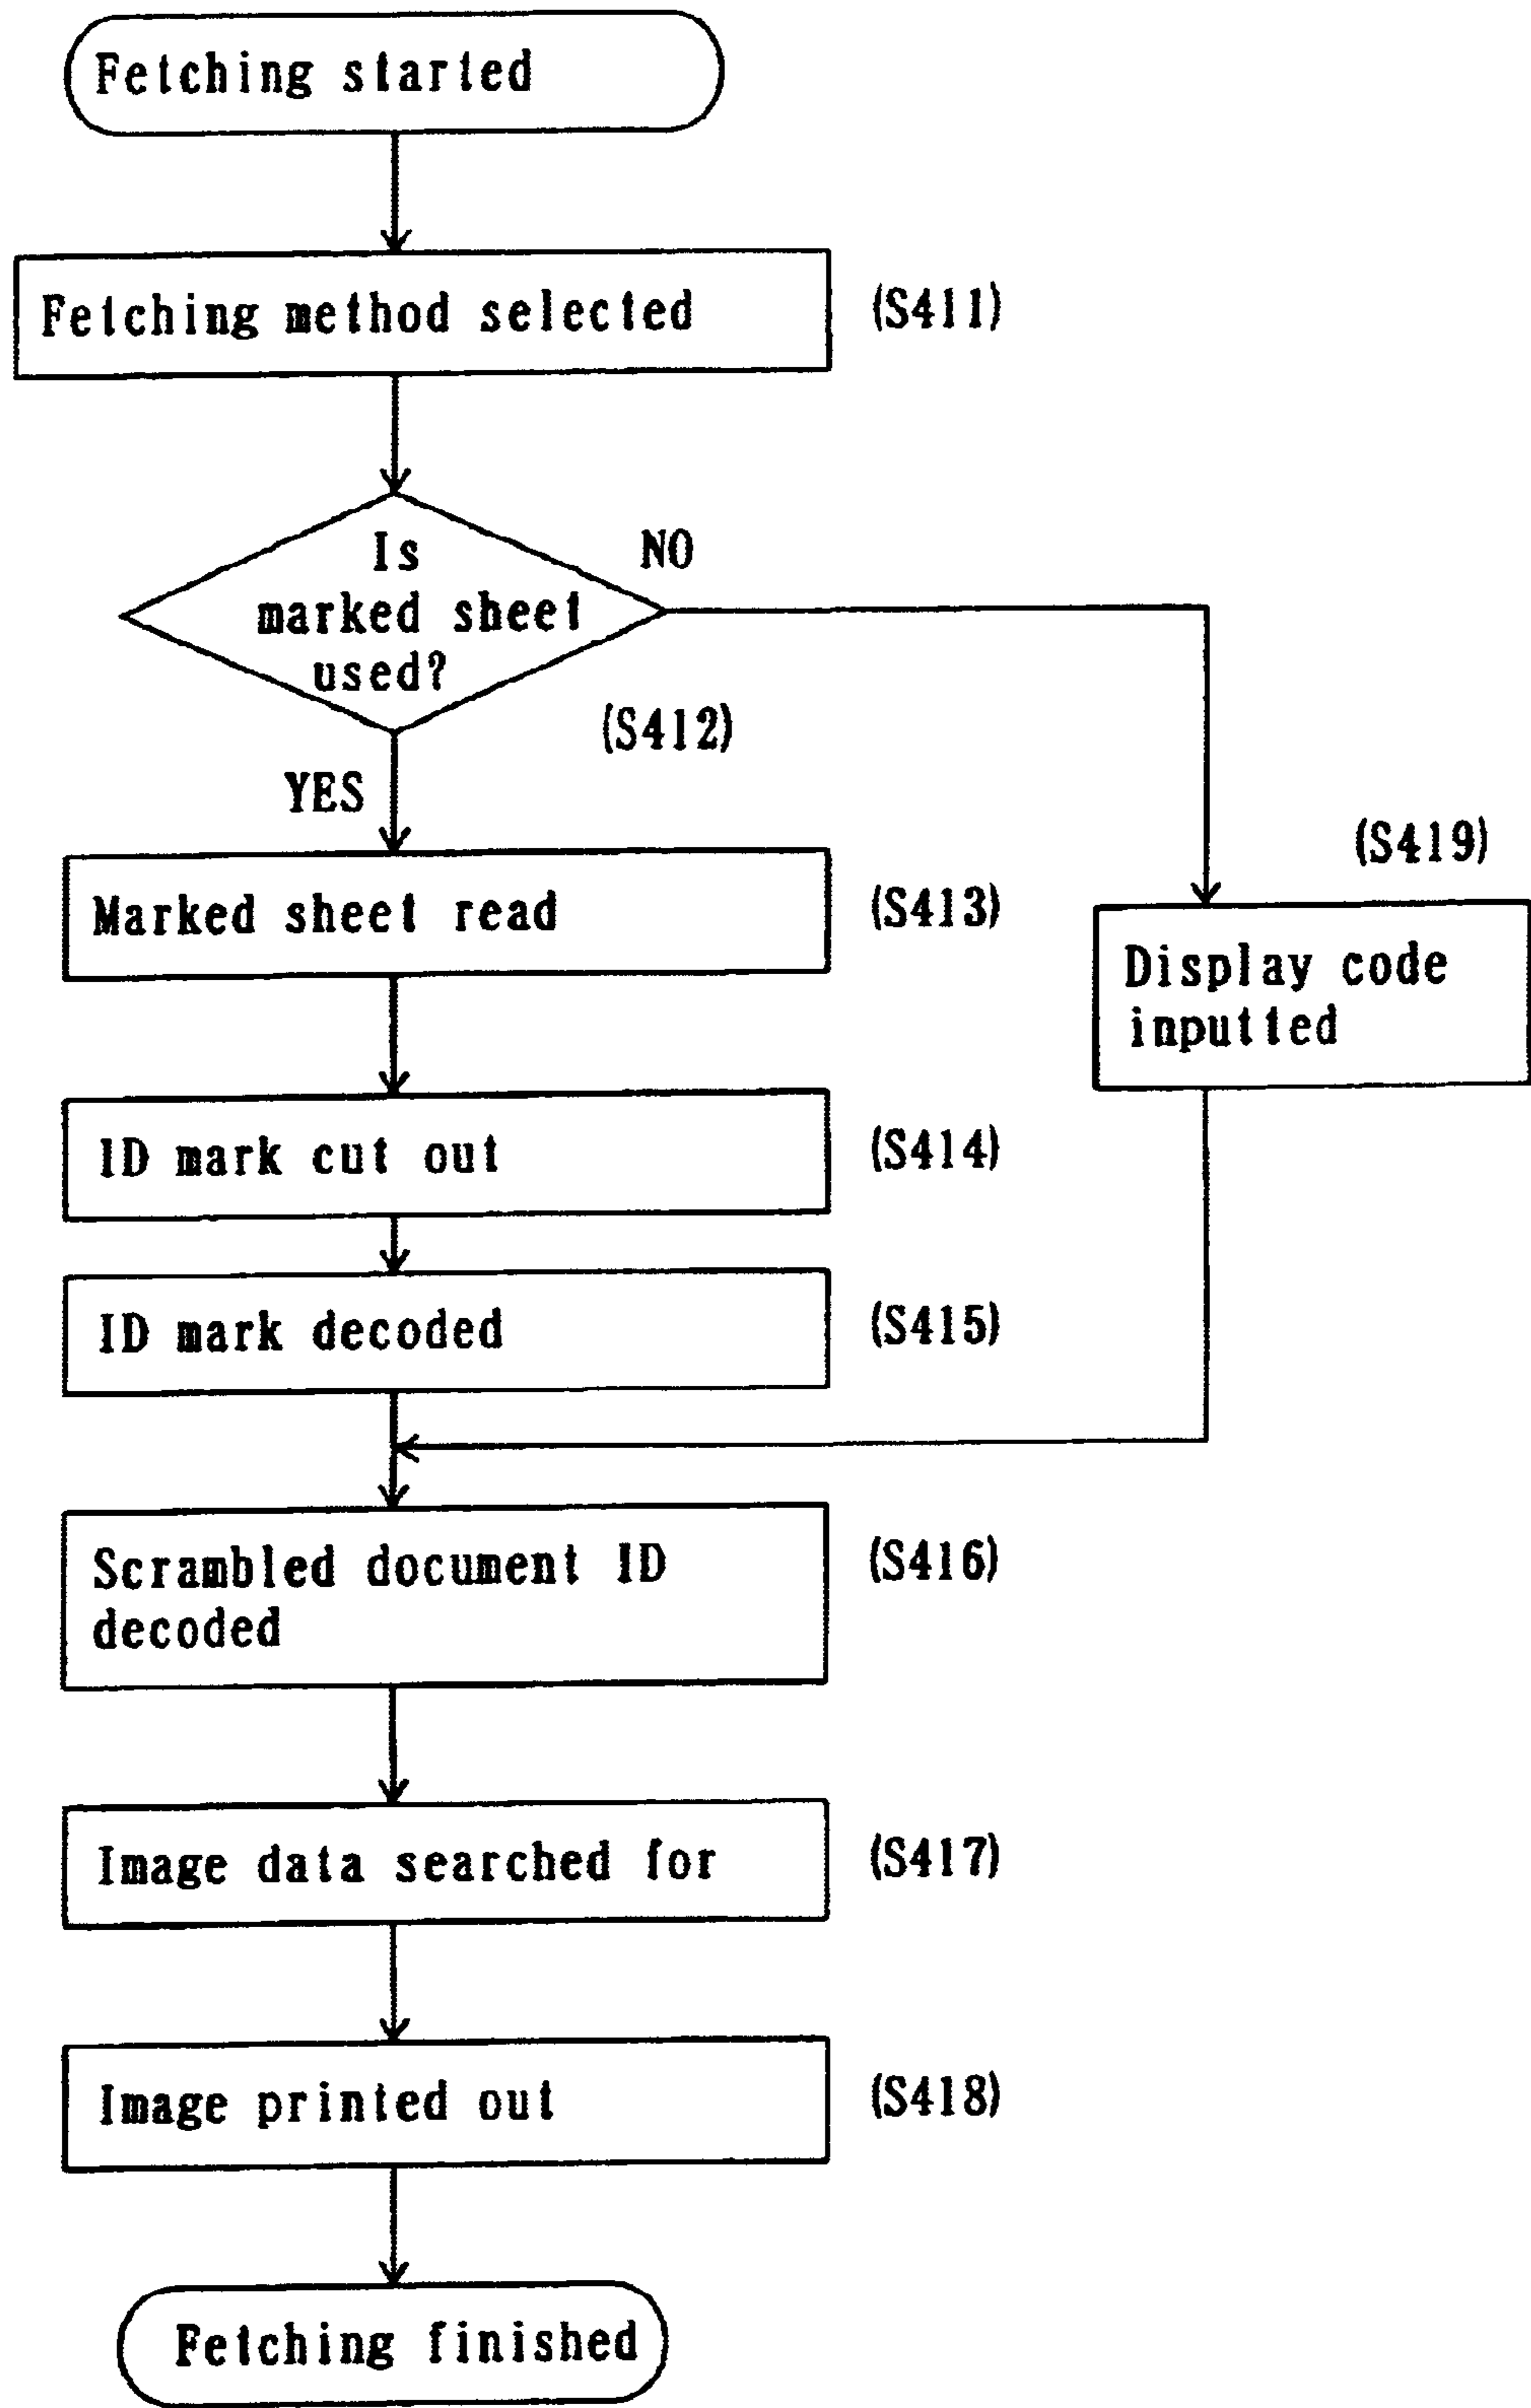 Fetching started
Fetching method selected
(S411)
Is
marked sheet
used?
NO
(S412)
YES
(S419)
Marked sheet read
(S413)
Display code
inputted
ID mark cut out
(S414)
ID mark decoded
(S415)
Scrambled document ID
decoded
(S416)
Image data searched for
(S417)
Image printed out
(S418)
Fetching finished